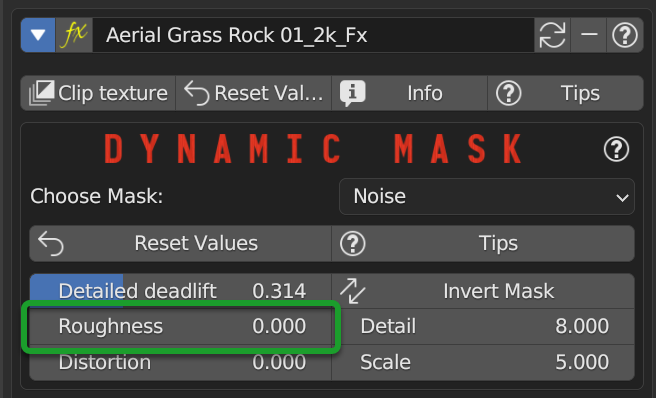 fx Aerial Grass Rock 01_2k_Fx
Clip texture Reset Val... Info Tips
DYNAMIC MASK
Choose Mask: Noise
Reset Values Tips
Detailed deadlift 0.314 Invert Mask
Roughness 0.000 Detail 8.000
Distortion 0.000 Scale 5.000